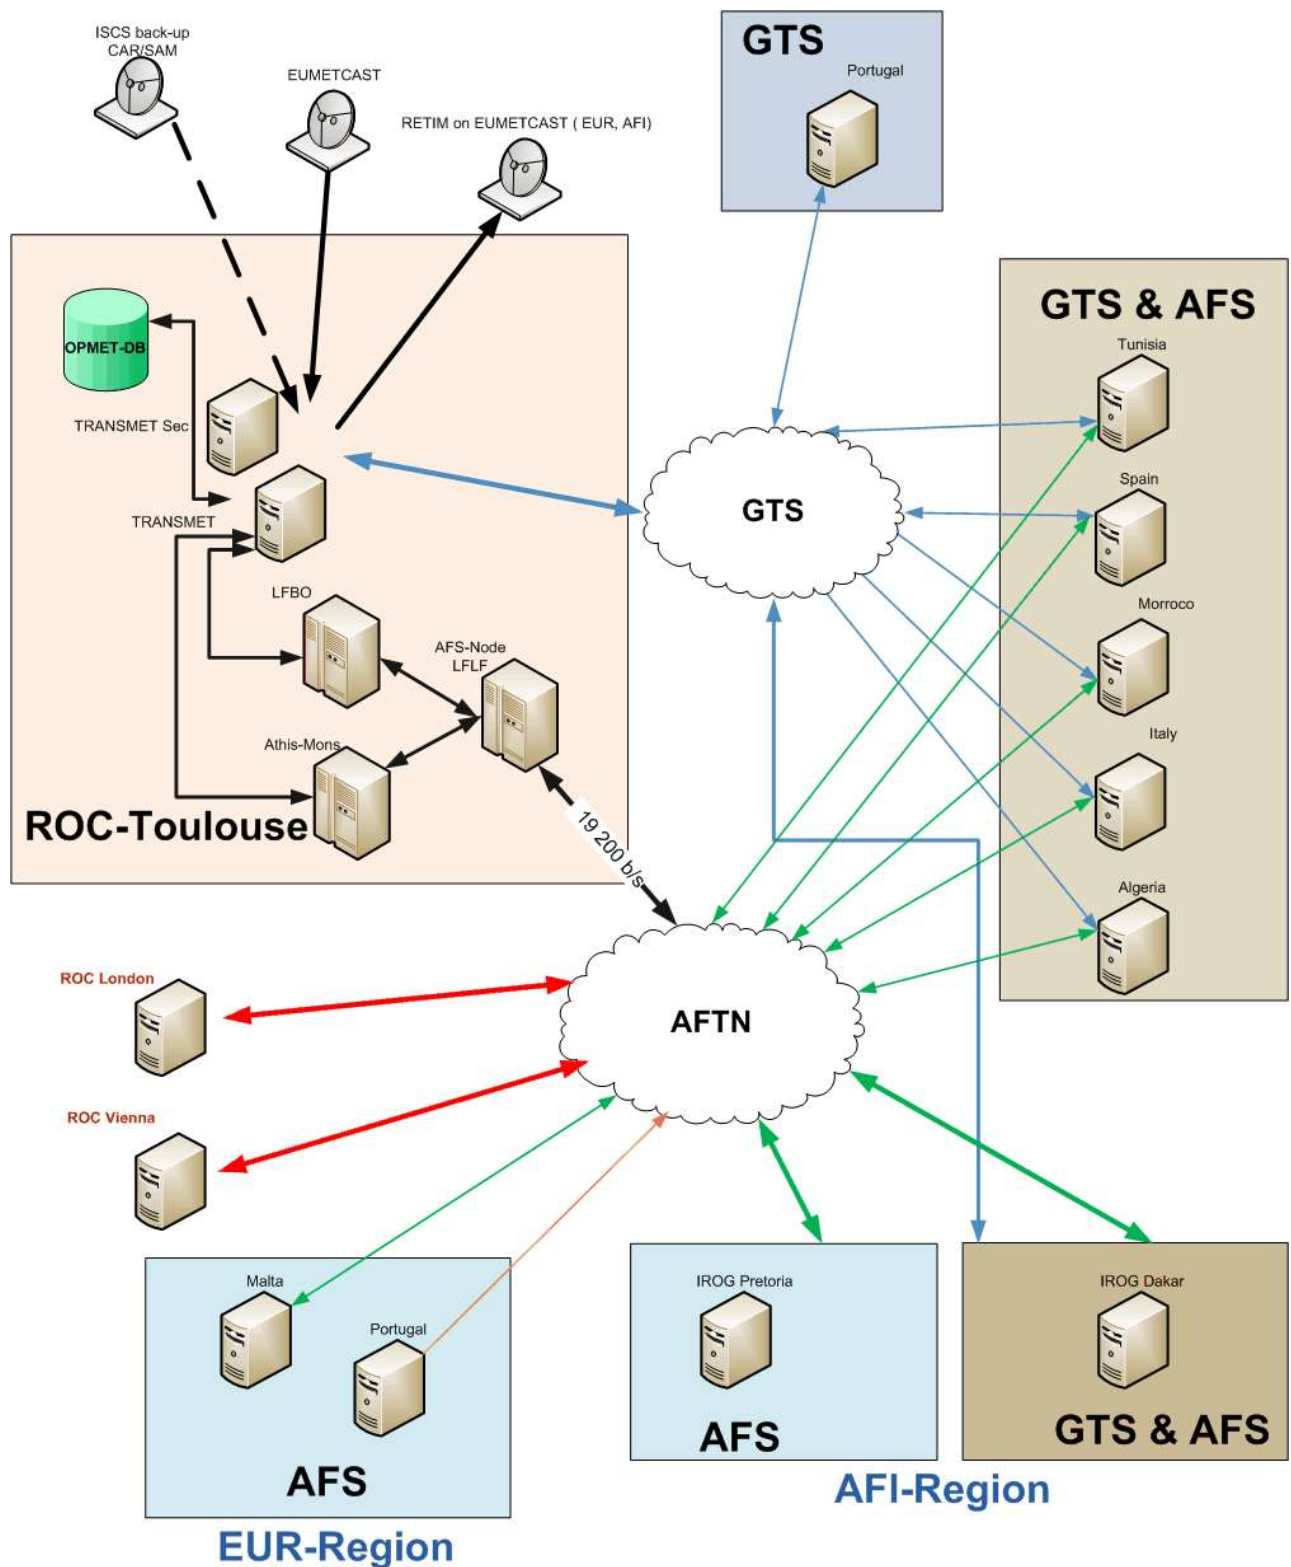 ISCS back-up
CAR/SAM
EUMETCAST
RETIM on EUMETCAST ( EUR, AFI)
GTS
Portugal
OPMET-DB
TRANSMET Sec
TRANSMET
LFBO
AFS-Node
LFLF
Athis-Mons
ROC-Toulouse
19 200 b/s
GTS
GTS & AFS
Tunisia
Spain
Morroco
Italy
Algeria
ROC London
AFTN
ROC Vienna
Malta
Portugal
AFS
EUR-Region
IROG Pretoria
AFS
IROG Dakar
GTS & AFS
AFI-Region